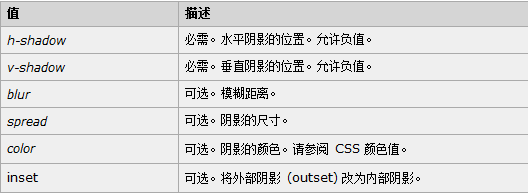 值 描述
h-shadow 必需。水平阴影的位置。允许负值。
v-shadow 必需。垂直阴影的位置。允许负值。
blur 可选。模糊距离。
spread 可选。阴影的尺寸。
color 可选。阴影的颜色。请参阅 CSS 颜色值。
inset 可选。将外部阴影 (outset) 改为内部阴影。